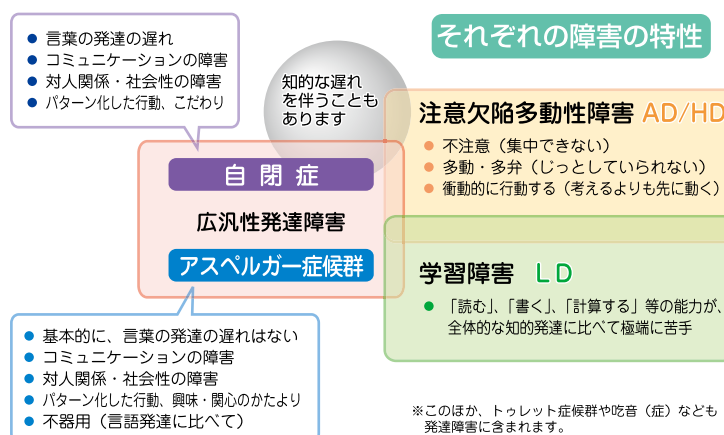 それぞれの障害の特性
● 言葉の発達の遅れ
● コミュニケーションの障害
● 対人関係・社会性の障害
● パターン化した行動、こだわり
知的な遅れ
を伴うことも
あります
自閉症
広汎性発達障害
アスペルガー症候群
● 基本的に、言葉の発達の遅れはない
● コミュニケーションの障害
● 対人関係・社会性の障害
● パターン化した行動、興味・関心のかたより
● 不器用（言語発達に比べて）
注意欠陥多動性障害 AD/HD
● 不注意（集中できない）
● 多動・多弁（じっとしていられない）
● 衝動的に行動する（考えるよりも先に動く）
学習障害 LD
● 「読む」、「書く」、「計算する」等の能力が、
全体的な知的発達に比べて極端に苦手
※このほか、トゥレット症候群や吃音（症）なども
発達障害に含まれます。